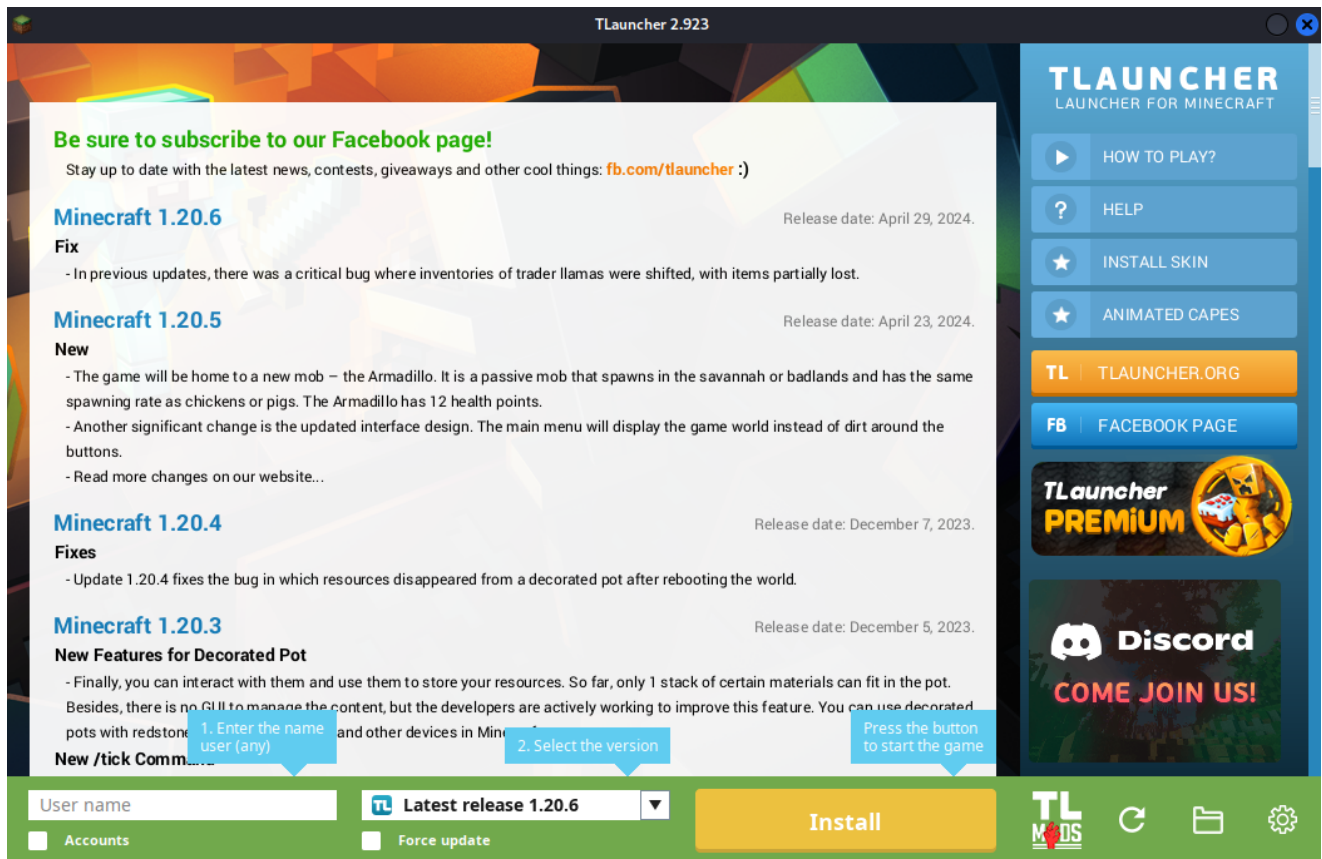 TLauncher 2.923
Be sure to subscribe to our Facebook page!
Stay up to date with the latest news, contests, giveaways and other cool things: fb.com/tlauncher :)
Minecraft 1.20.6
Release date: April 29, 2024.
Fix
- In previous updates, there was a critical bug where inventories of trader llamas were shifted, with items partially lost.
Minecraft 1.20.5
Release date: April 23, 2024.
New
- The game will be home to a new mob – the Armadillo. It is a passive mob that spawns in the savannah or badlands and has the same
spawning rate as chickens or pigs. The Armadillo has 12 health points.
- Another significant change is the updated interface design. The main menu will display the game world instead of dirt around the
buttons.
- Read more changes on our website...
Minecraft 1.20.4
Release date: December 7, 2023.
Fixes
- Update 1.20.4 fixes the bug in which resources disappeared from a decorated pot after rebooting the world.
Minecraft 1.20.3
Release date: December 5, 2023.
New Features for Decorated Pot
- Finally, you can interact with them and use them to store your resources. So far, only 1 stack of certain materials can fit in the pot.
Besides, there is no GUI to manage the content, but the developers are actively working to improve this feature. You can use decorated
pots with redstone and other devices in
New /tick
1. Enter the name
user (any)
2. Select the version
Press the button
to start the game
User name
Accounts
TL Latest release 1.20.6
Force update
Install
TL
MODS
TLAUNCHER
LAUNCHER FOR MINECRAFT
HOW TO PLAY?
HELP
INSTALL SKIN
ANIMATED CAPES
TL TLAUNCHER.ORG
FB FACEBOOK PAGE
TLauncher
PREMiUM
Discord
COME JOIN US!